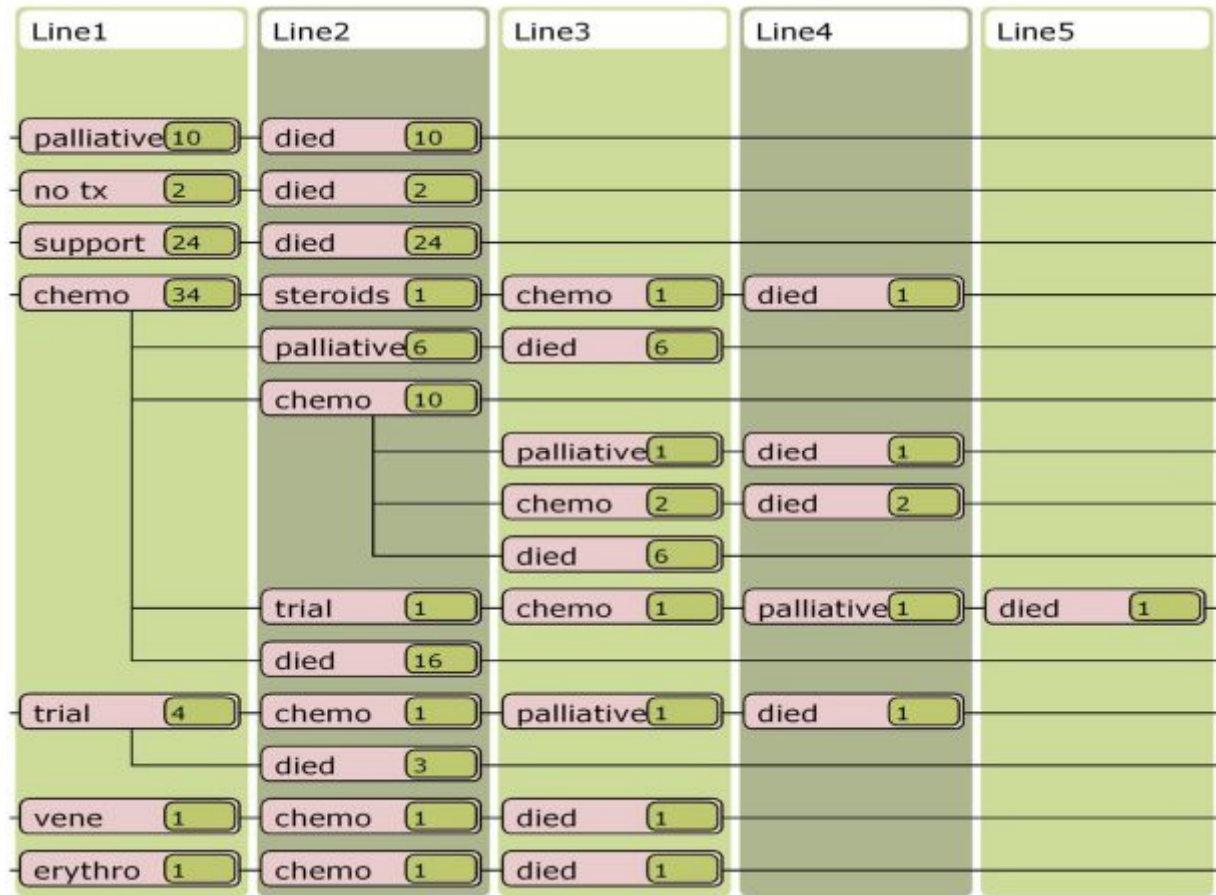 Line1 Line2 Line3 Line4 Line5
palliative 10 died 10
no tx 2 died 2
support 24 died 24
chemo 34 steroids 1 chemo 1 died 1
palliative 6 died 6
chemo 10
palliative 1 died 1
chemo 2 died 2
died 6
trial 1 chemo 1 palliative 1 died 1
died 16
trial 4 chemo 1 palliative 1 died 1
died 3
vene 1 chemo 1 died 1
erythro 1 chemo 1 died 1